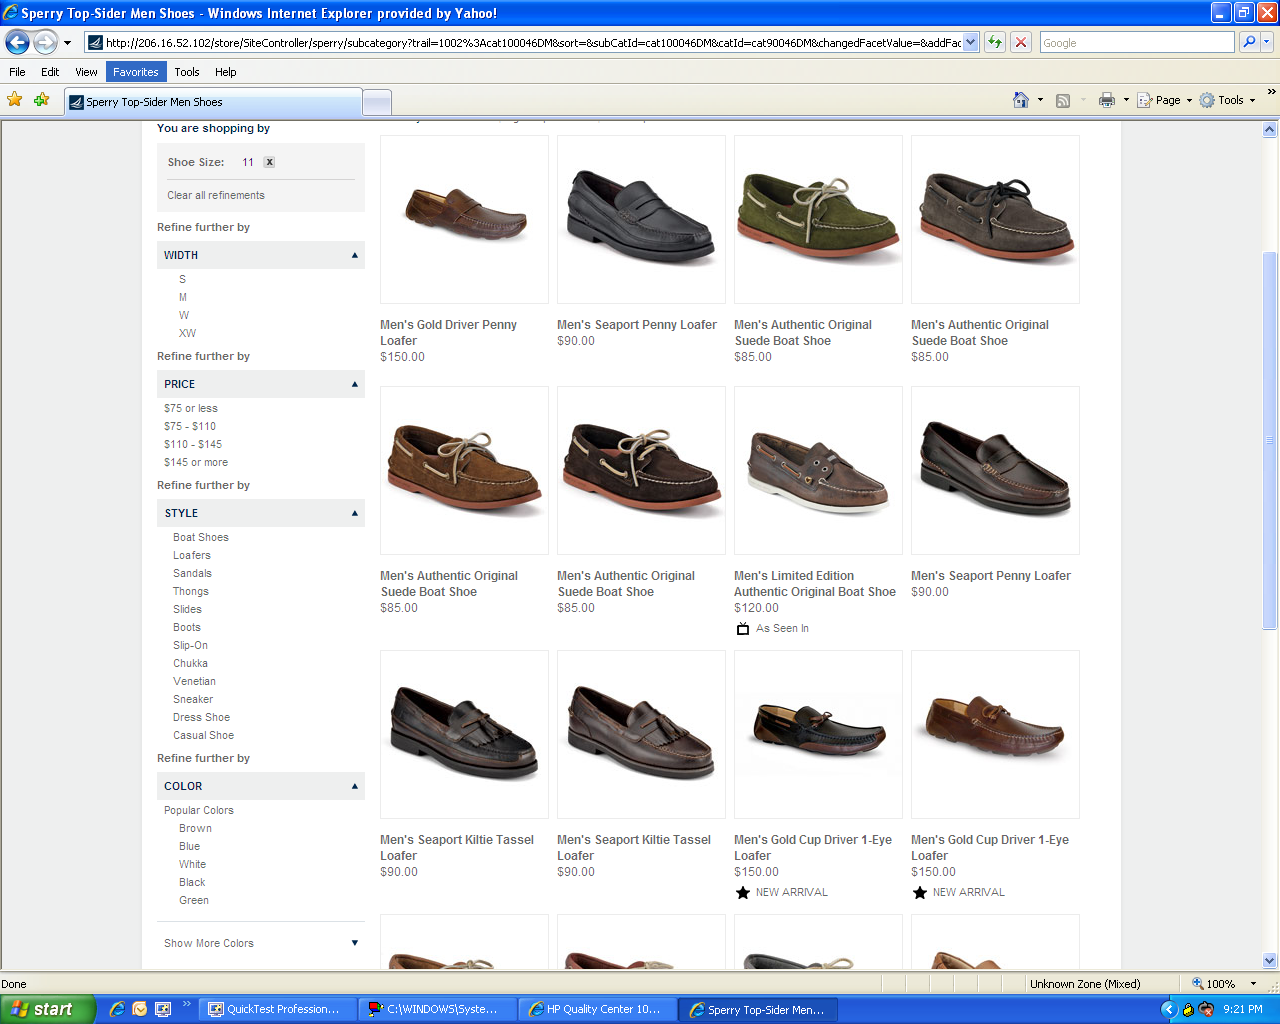 Sperry Top-Sider Men Shoes - Windows Internet Explorer provided by Yahoo!
http://206.16.52.102/store/SiteController/sperry/subcategory?trail=1002%3Acat100046DM&sort=&subCatId=cat100046DM&catId=cat90046DM&changedFacetValue=&addFac
Google
File Edit View Favorites Tools Help
Sperry Top-Sider Men Shoes
Page Tools
You are shopping by
Shoe Size: 11 x
Clear all refinements
Refine further by
WIDTH
S
M
W
XW
Refine further by
PRICE
$75 or less
$75 - $110
$110 - $145
$145 or more
Refine further by
STYLE
Boat Shoes
Loafers
Sandals
Thongs
Slides
Boots
Slip-On
Chukka
Venetian
Sneaker
Dress Shoe
Casual Shoe
Refine further by
COLOR
Popular Colors
Brown
Blue
White
Black
Green
Show More Colors
Men's Gold Driver Penny
Loafer
$150.00
Men's Seaport Penny Loafer
$90.00
Men's Authentic Original
Suede Boat Shoe
$85.00
Men's Authentic Original
Suede Boat Shoe
$85.00
Men's Authentic Original
Suede Boat Shoe
$85.00
Men's Authentic Original
Suede Boat Shoe
$85.00
Men's Limited Edition
Authentic Original Boat Shoe
$120.00
As Seen In
Men's Seaport Penny Loafer
$90.00
Men's Seaport Kiltie Tassel
Loafer
$90.00
Men's Seaport Kiltie Tassel
Loafer
$90.00
Men's Gold Cup Driver 1-Eye
Loafer
$150.00
NEW ARRIVAL
Men's Gold Cup Driver 1-Eye
Loafer
$150.00
NEW ARRIVAL
Done
Unknown Zone (Mixed)
100%
start
QuickTest Profession...
C:\WINDOWS\Syste...
HP Quality Center 10...
Sperry Top-Sider Men...
9:21 PM